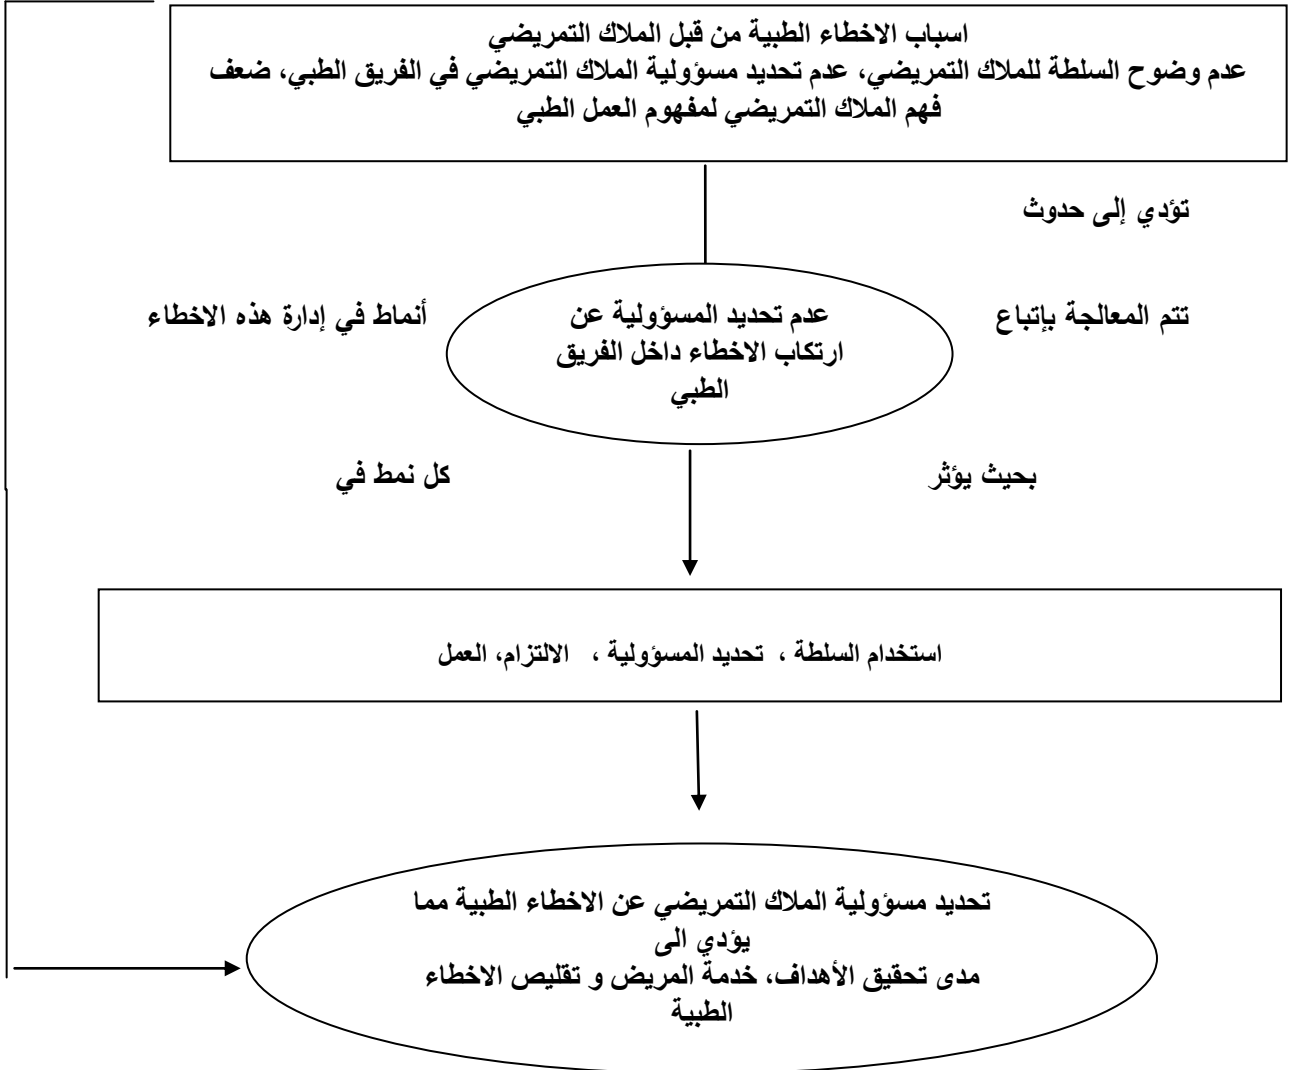 اسباب الاخطاء الطبية من قبل الملاك التمريضي
عدم وضوح السلطة للملاك التمريضي، عدم تحديد مسؤولية الملاك التمريضي في الفريق الطبي، ضعف
فهم الملاك التمريضي لمفهوم العمل الطبي
تؤدي إلى حدوث
تتم المعالجة بإتباع
عدم تحديد المسؤولية عن
ارتكاب الاخطاء داخل الفريق
الطبي
أنماط في إدارة هذه الاخطاء
بحيث يؤثر
كل نمط في
استخدام السلطة ، تحديد المسؤولية ، الالتزام، العمل
تحديد مسؤولية الملاك التمريضي عن الاخطاء الطبية مما
يؤدي الى
مدى تحقيق الأهداف، خدمة المريض و تقليص الاخطاء
الطبية